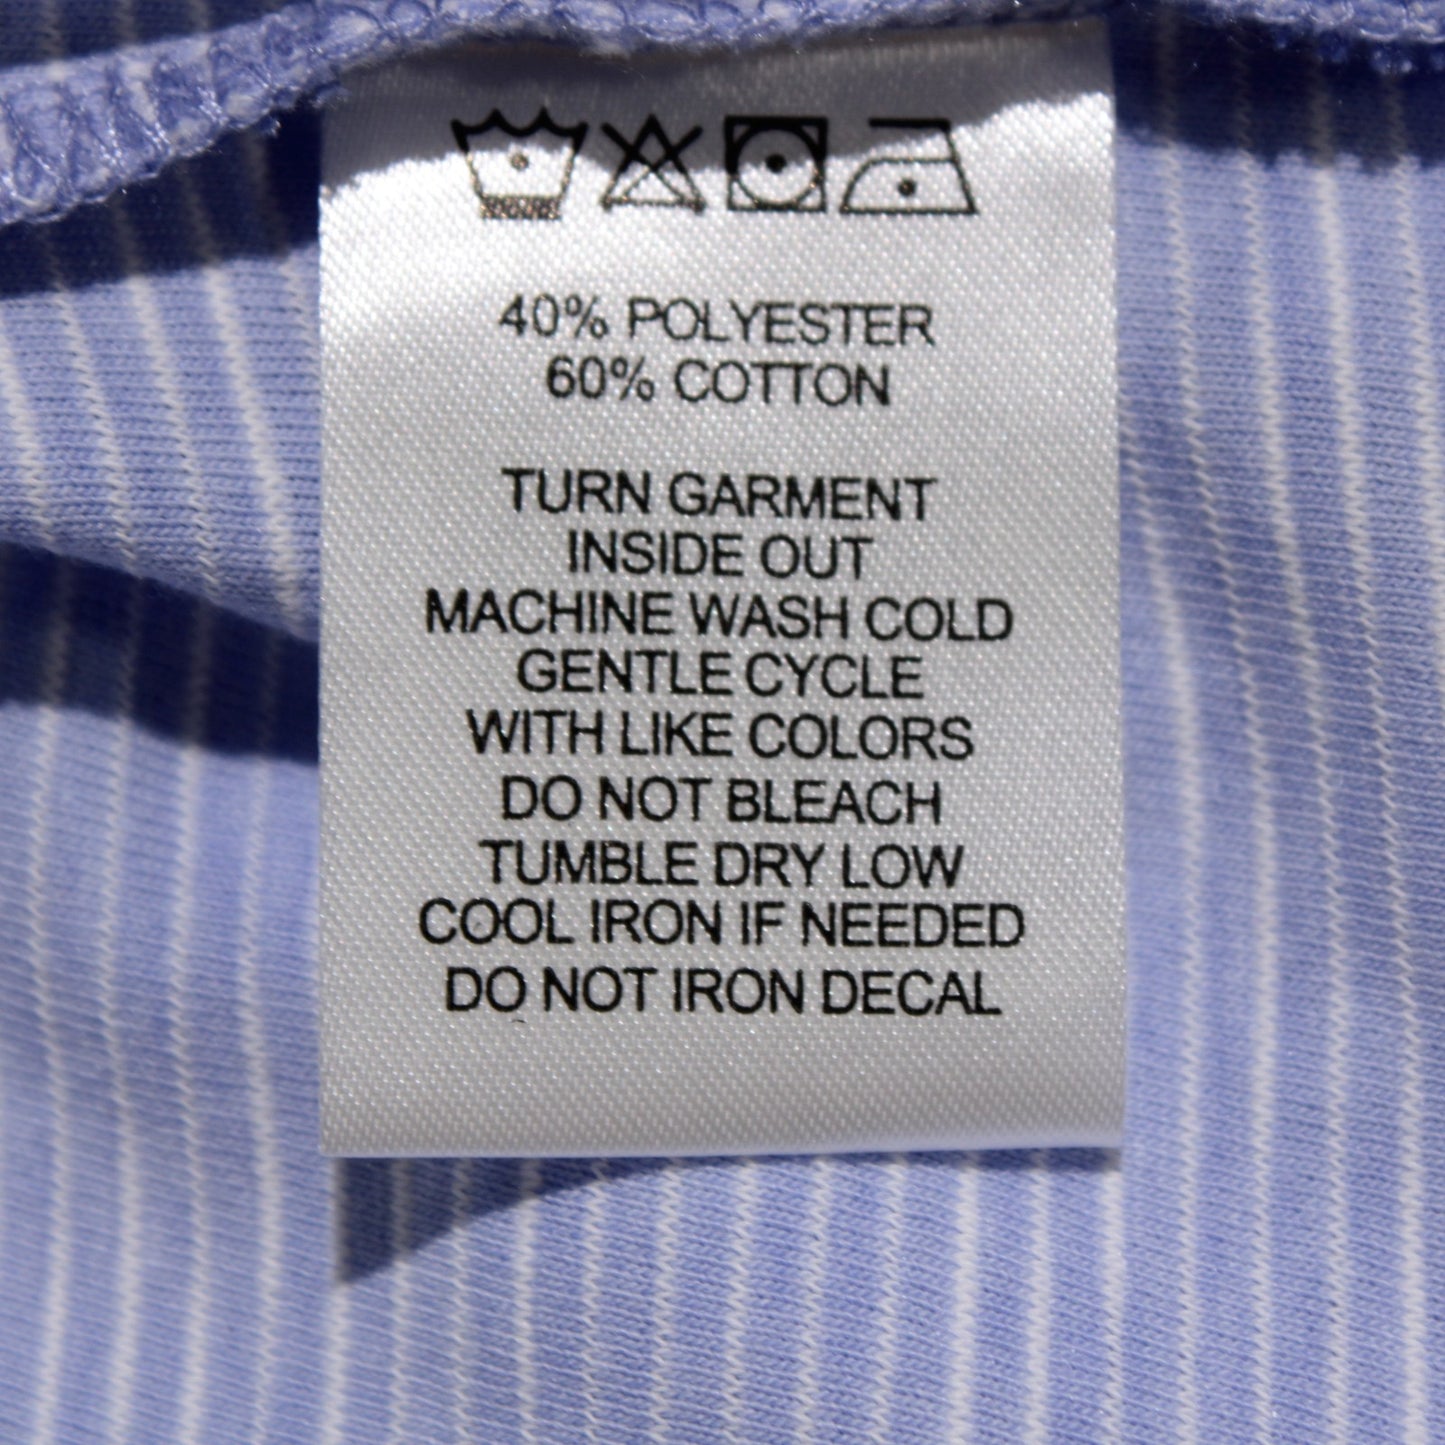 40% POLYESTER
60% COTTON
TURN GARMENT
INSIDE OUT
MACHINE WASH COLD
GENTLE CYCLE
WITH LIKE COLORS
DO NOT BLEACH
TUMBLE DRY LOW
COOL IRON IF NEEDED
DO NOT IRON DECAL